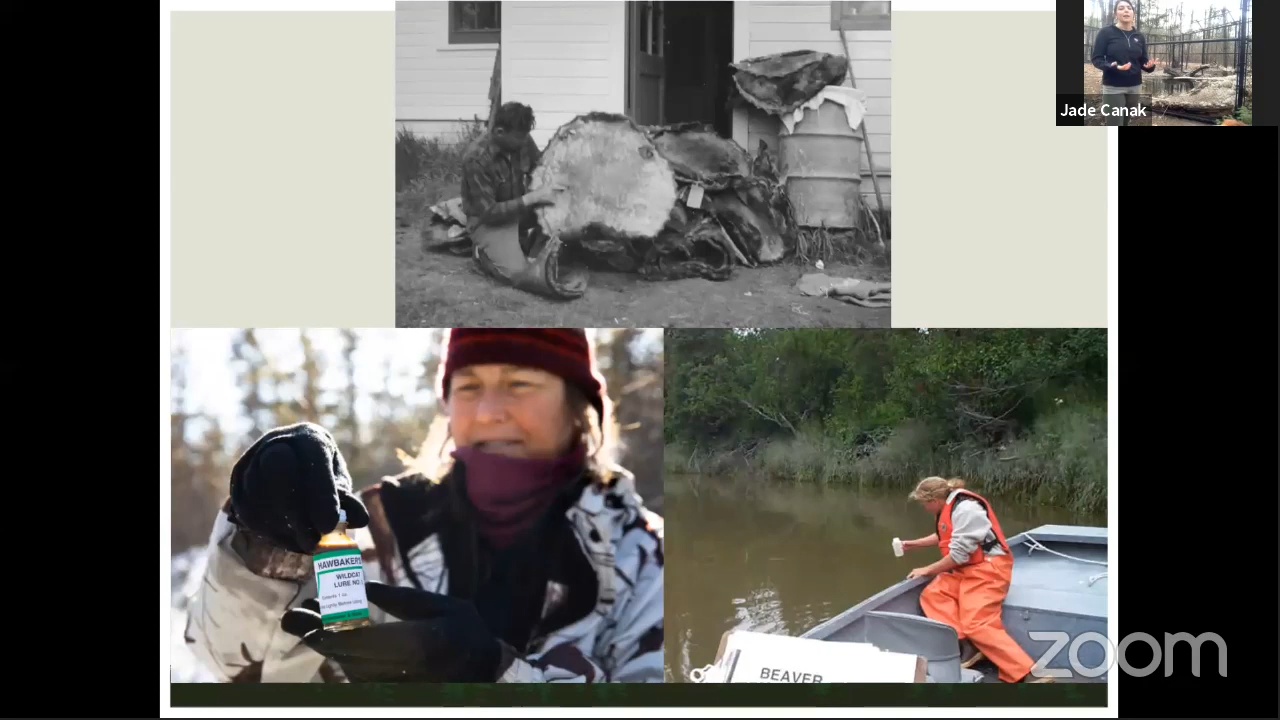 Jade Canak
HAWBAKER'S
WILDCAT
LURE NO.
BEAVER
zoom